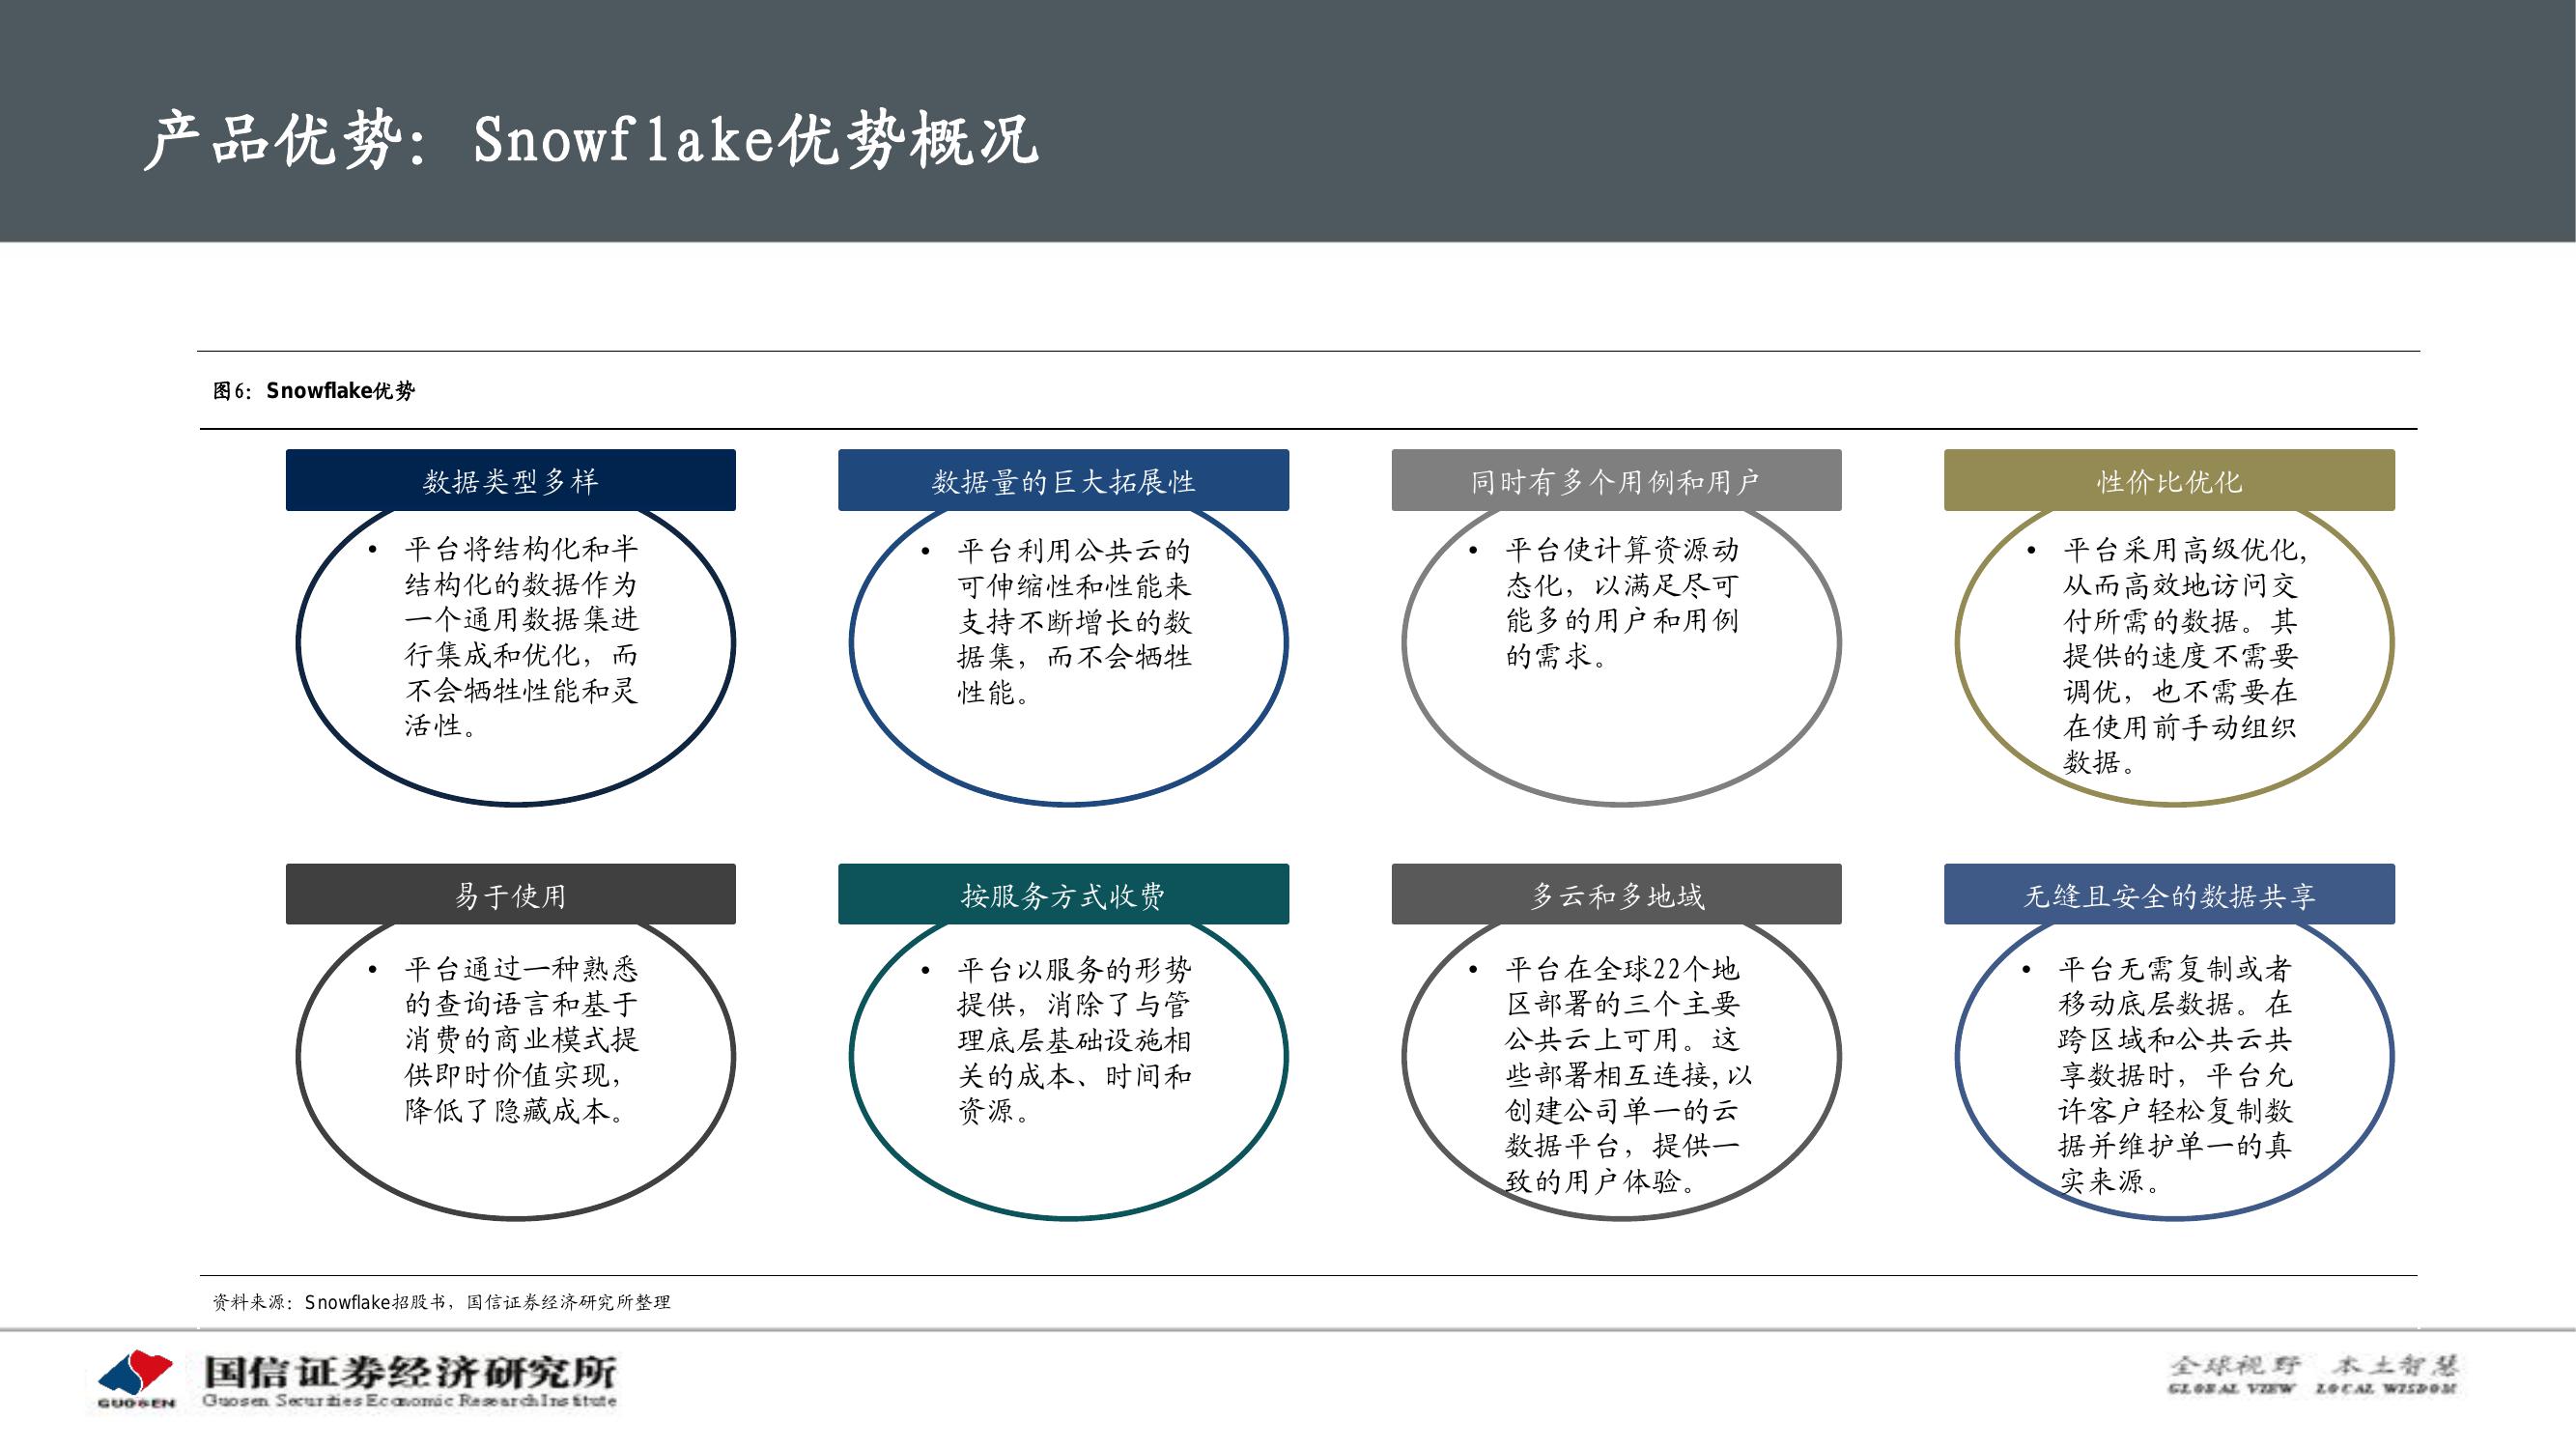 产品优势：Snowflake优势概况
图6：Snowflake优势
数据类型多样
• 平台将结构化和半
结构化的数据作为
一个通用数据集进
行集成和优化，而
不会牺牲性能和灵
活性。
数据量的巨大拓展性
• 平台利用公共云的
可伸缩性和性能来
支持不断增长的数
据集，而不会牺牲
性能。
同时有多个用例和用户
• 平台使计算资源动
态化，以满足尽可
能多的用户和用例
的需求。
性价比优化
• 平台采用高级优化，
从而高效地访问交
付所需的数据。其
提供的速度不需要
调优，也不需要在
在使用前手动组织
数据。
易于使用
• 平台通过一种熟悉
的查询语言和基于
消费的商业模式提
供即时价值实现，
降低了隐藏成本。
按服务方式收费
• 平台以服务的形势
提供，消除了与管
理底层基础设施相
关的成本、时间和
资源。
多云和多地域
• 平台在全球22个地
区部署的三个主要
公共云上可用。这
些部署相互连接,以
创建公司单一的云
数据平台，提供一
致的用户体验。
无缝且安全的数据共享
• 平台无需复制或者
移动底层数据。在
跨区域和公共云共
享数据时，平台允
许客户轻松复制数
据并维护单一的真
实来源。
资料来源：Snowflake招股书，国信证券经济研究所整理
GUOSEN
国信证券经济研究所
Guosen Securities Economic Research Institute
全球视野 本土智慧
GLOBAL VIEW LOCAL WISDOM